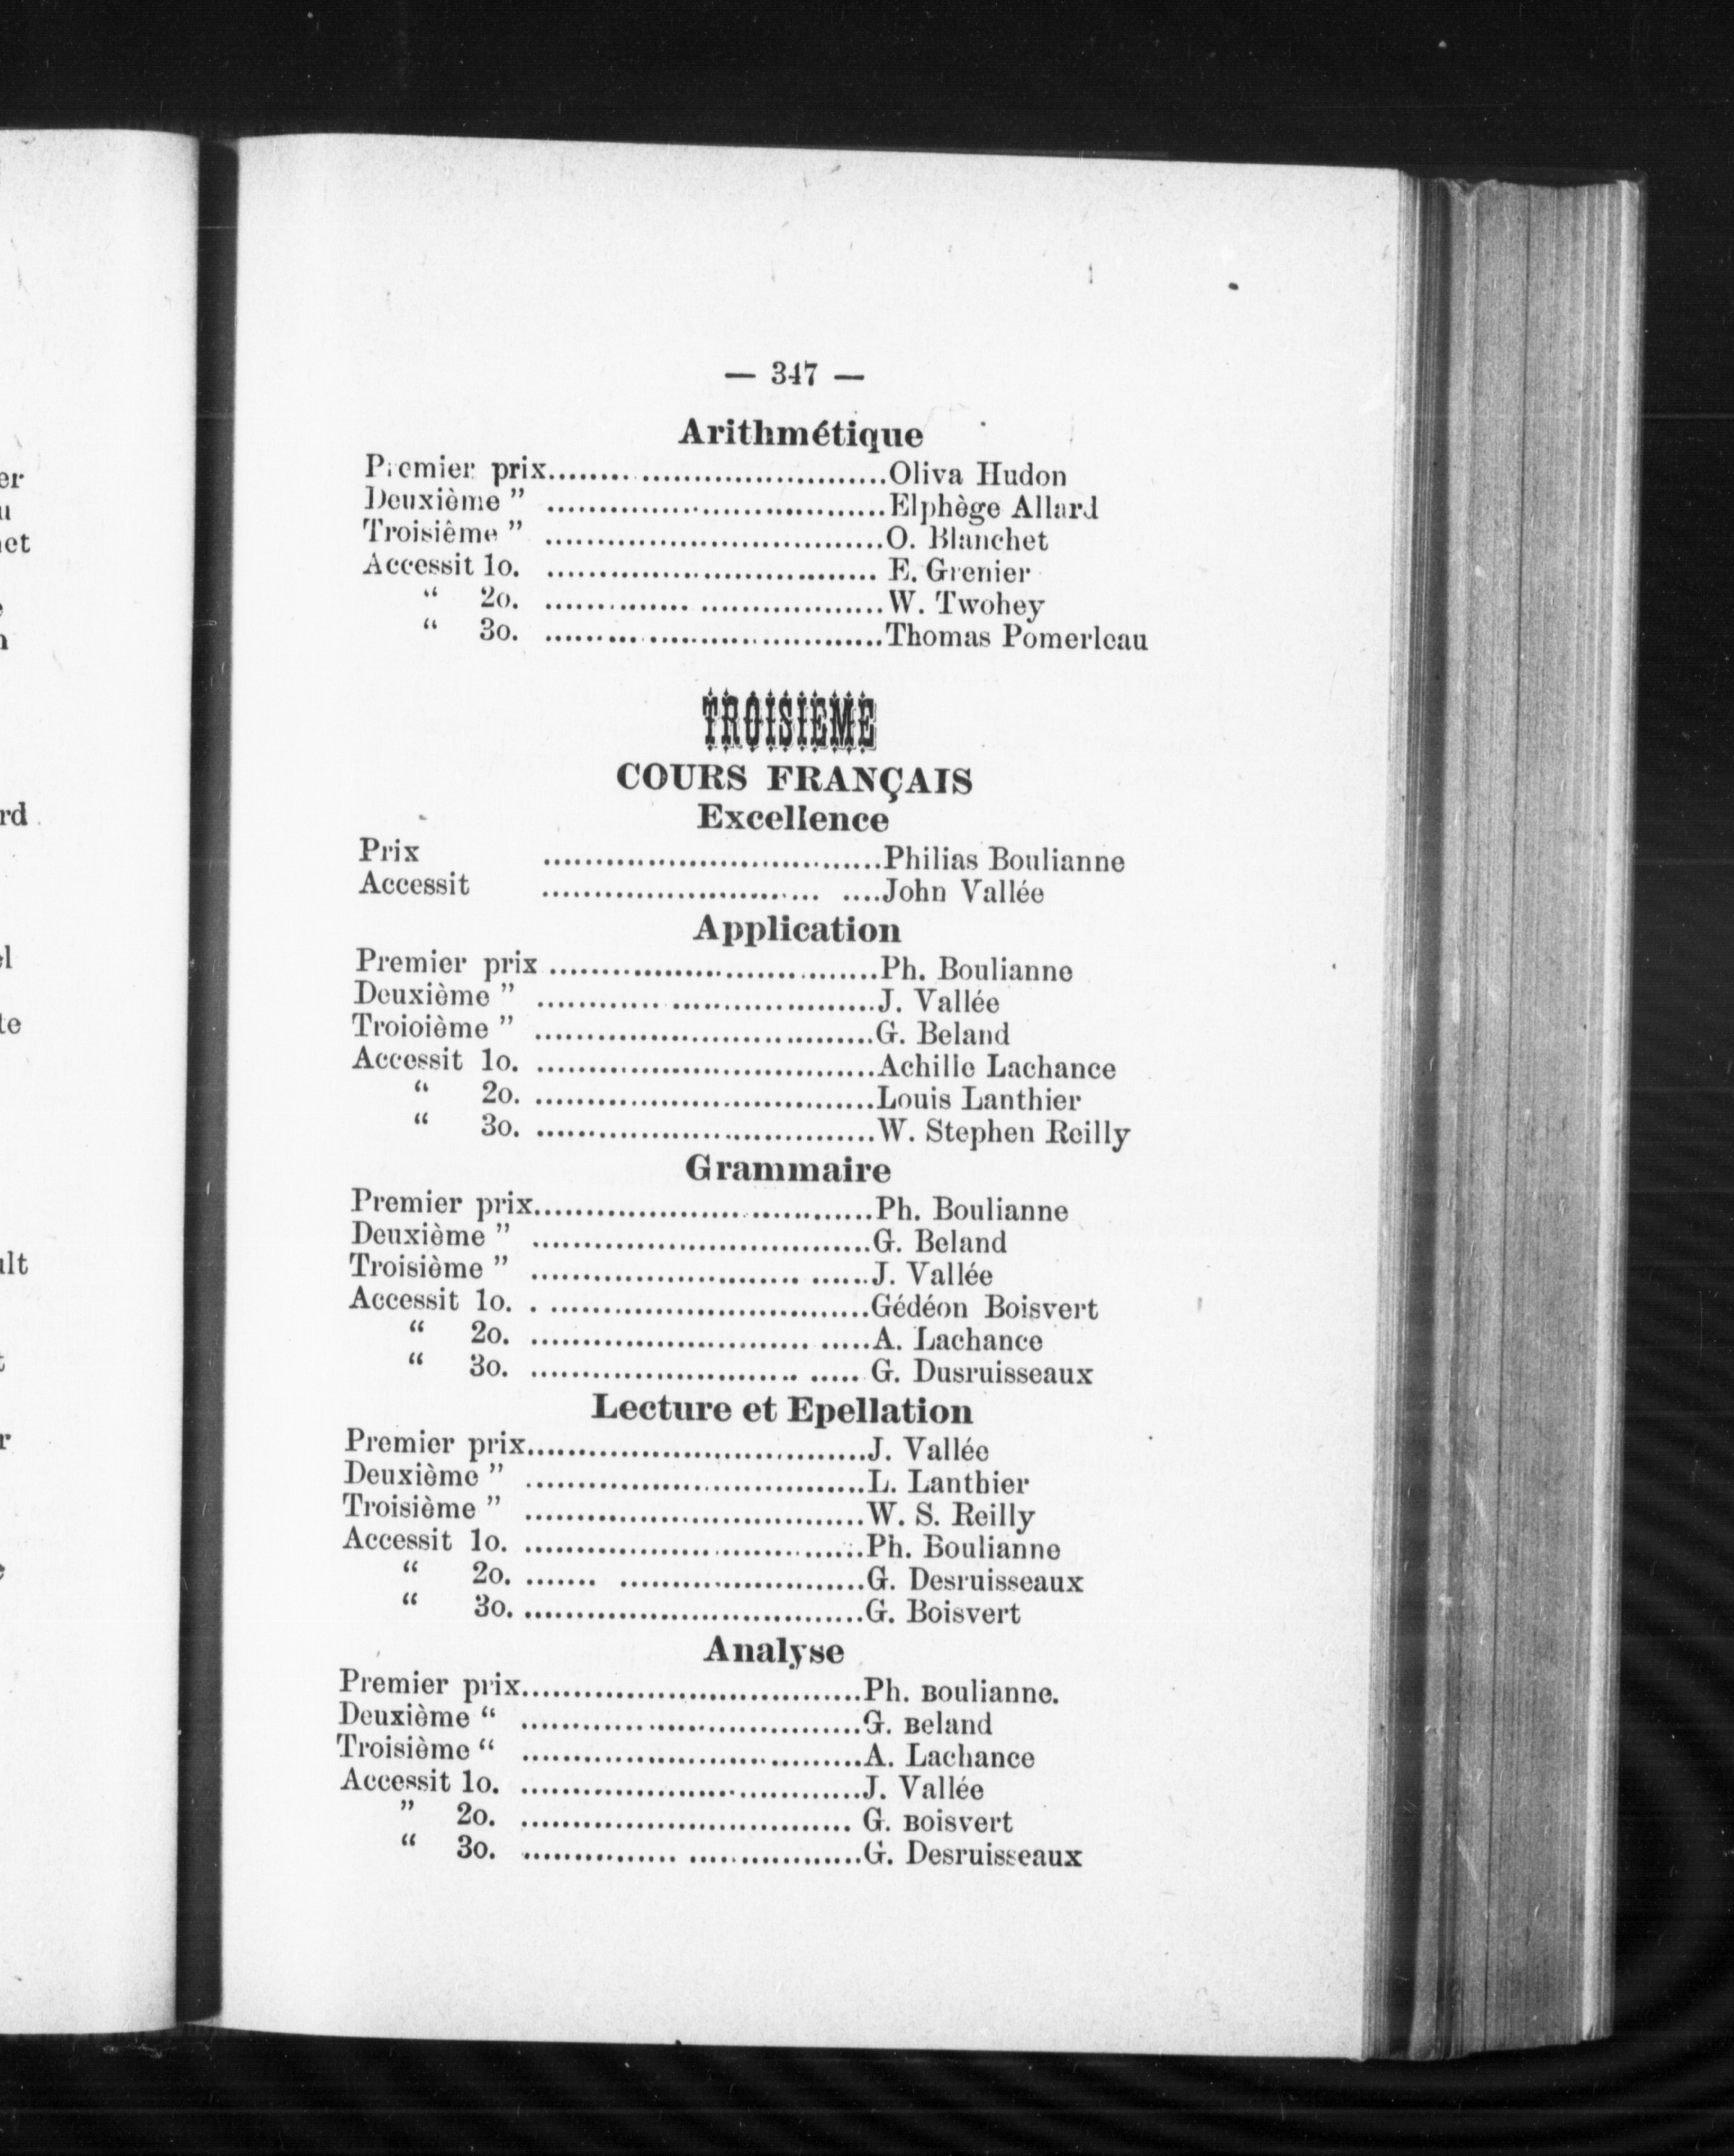 — 347 —
Arithmétique
Premier prix..................................Oliva Hudon
Deuxième ” ..................................Elphège Allard
Troisiême ” ..................................O. Blanchet
Accessit 1o. ................................. E. Grenier
“ 2o. ..................................W. Twohey
“ 3o. ..................................Thomas Pomerleau
TROISIEME
COURS FRANÇAIS
Excellence
Prix ..................................Philias Boulianne
Accessit ........................... ....John Vallée
Application
Premier prix .................................Ph. Boulianne
Deuxième ” ............ .....................J. Vallée
Troioième ” ..................................G. Beland
Accessit 1o. ..................................Achille Lachance
“ 2o. ..................................Louis Lanthier
“ 3o. ..................................W. Stephen Reilly
Grammaire
Premier prix..................................Ph. Boulianne
Deuxième ” ..................................G. Beland
Troisième ” ........................... ......J. Vallée
Accessit 1o. . ................................Gédéon Boisvert
“ 2o. ............................ .....A. Lachance
“ 3o. ........................... ..... G. Dusruisseaux
Lecture et Epellation
Premier prix..................................J. Vallée
Deuxième ” ..................................L. Lanthier
Troisième ” ..................................W. S. Reilly
Accessit 1o. ..................................Ph. Boulianne
“ 2o. ....... .........................G. Desruisseaux
“ 3o. ..................................G. Boisvert
Analyse
Premier prix..................................Ph. Boulianne.
Deuxième “ ..................................G. Beland
Troisième “ ..................................A. Lachance
Accessit 1o. ..................................J. Vallée
” 2o. ................................. G. Boisvert
“ 3o. ............... .................G. Desruisseaux